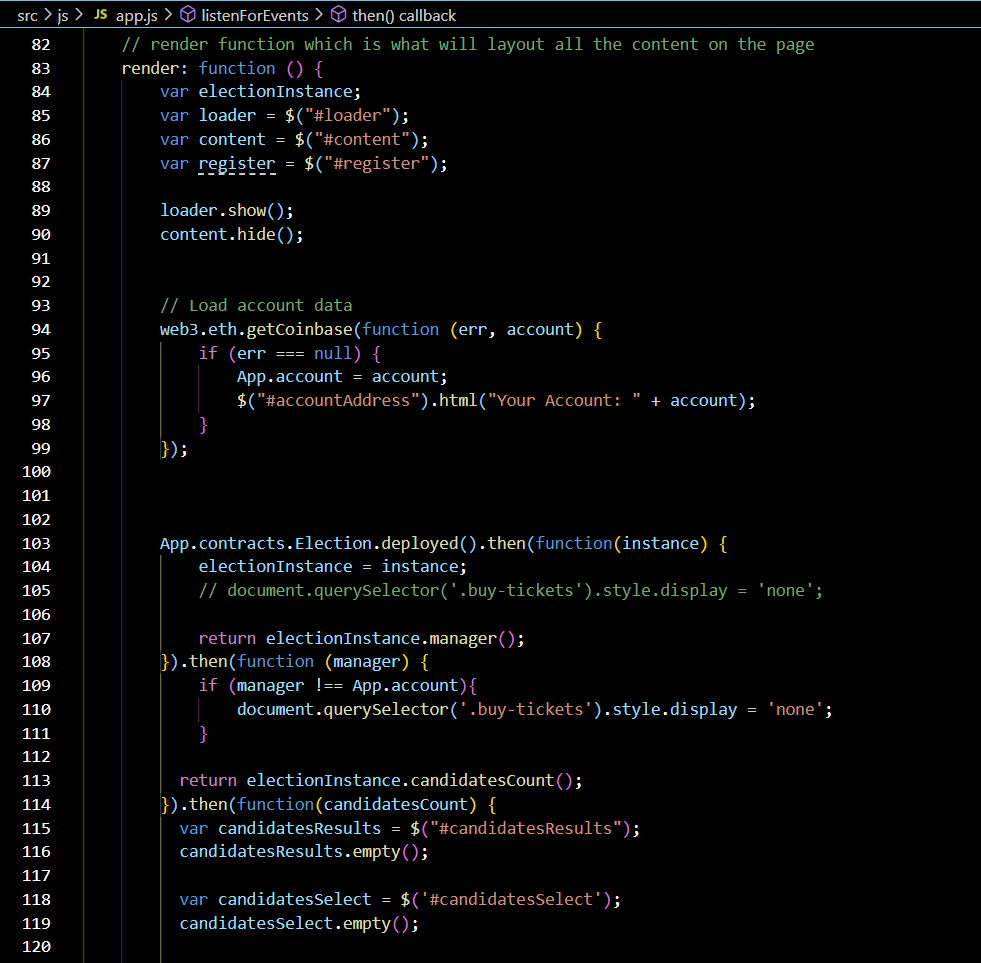 src > js > JS app.js > listenForEvents > then() callback
82 // render function which is what will layout all the content on the page
83 render: function () {
84 var electionInstance;
85 var loader = $("#loader");
86 var content = $("#content");
87 var register = $("#register");
88
89 loader.show();
90 content.hide();
91
92
93 // Load account data
94 web3.eth.getCoinbase(function (err, account) {
95 if (err === null) {
96 App.account = account;
97 $("#accountAddress").html("Your Account: " + account);
98 }
99 });
100
101
102
103 App.contracts.Election.deployed().then(function(instance) {
104 electionInstance = instance;
105 // document.querySelector('.buy-tickets').style.display = 'none';
106
107 return electionInstance.manager();
108 }).then(function (manager) {
109 if (manager !== App.account){
110 document.querySelector('.buy-tickets').style.display = 'none';
111 }
112
113 return electionInstance.candidatesCount();
114 }).then(function(candidatesCount) {
115 var candidatesResults = $("#candidatesResults");
116 candidatesResults.empty();
117
118 var candidatesSelect = $('#candidatesSelect');
119 candidatesSelect.empty();
120